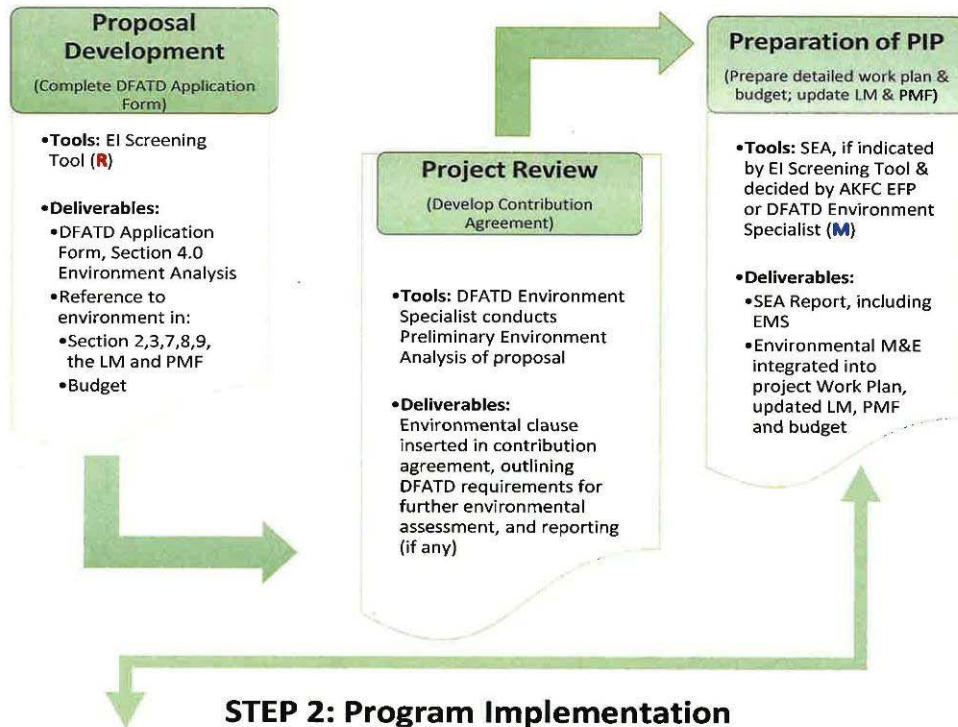 Proposal
Development
(Complete DFATD Application
Form)
•Tools: EI Screening
Tool (R)
•Deliverables:
•DFATD Application
Form, Section 4.0
Environment Analysis
•Reference to
environment in:
•Section 2,3,7,8,9,
the LM and PMF
•Budget
Project Review
(Develop Contribution
Agreement)
•Tools: DFATD Environment
Specialist conducts
Preliminary Environment
Analysis of proposal
•Deliverables:
Environmental clause
inserted in contribution
agreement, outlining
DFATD requirements for
further environmental
assessment, and reporting
(if any)
Preparation of PIP
(Prepare detailed work plan &
budget; update LM & PMF)
•Tools: SEA, if indicated
by EI Screening Tool &
decided by AKFC EFP
or DFATD Environment
Specialist (M)
•Deliverables:
•SEA Report, including
EMS
•Environmental M&E
integrated into
project Work Plan,
updated LM, PMF
and budget
STEP 2: Program Implementation